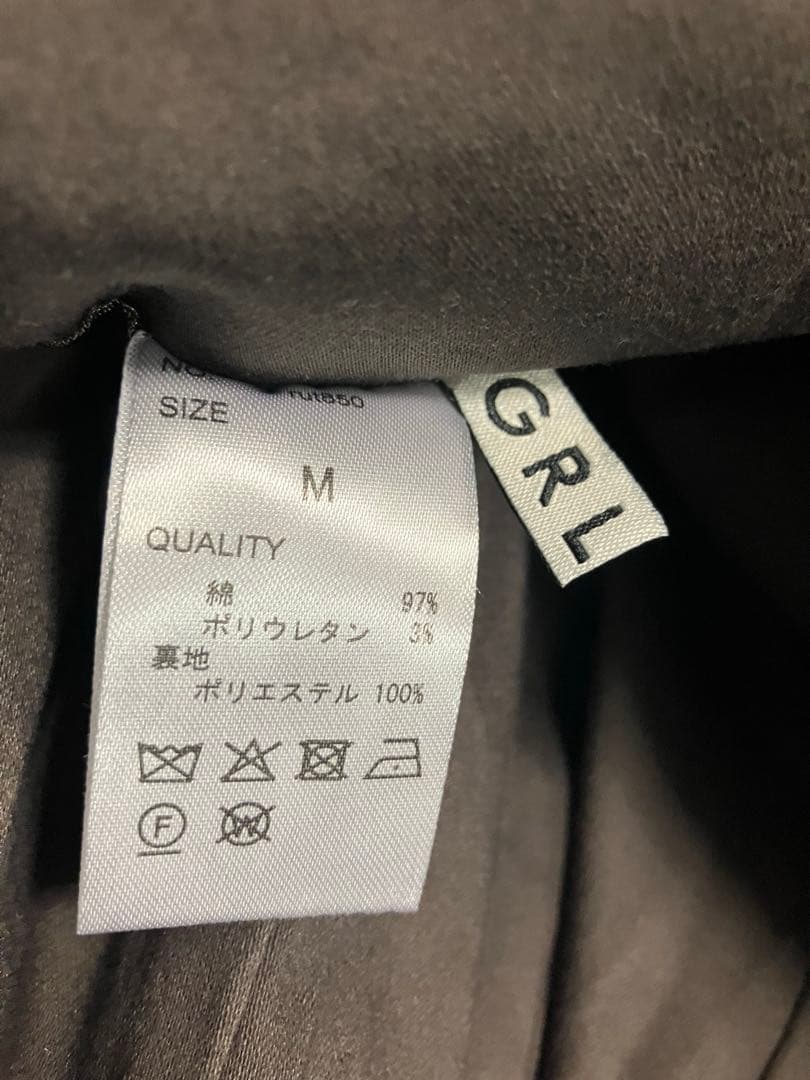 rut850
SIZE
M
QUALITY
綿 97%
ポリウレタン 3%
裏地
ポリエステル 100%
F
W
GRL